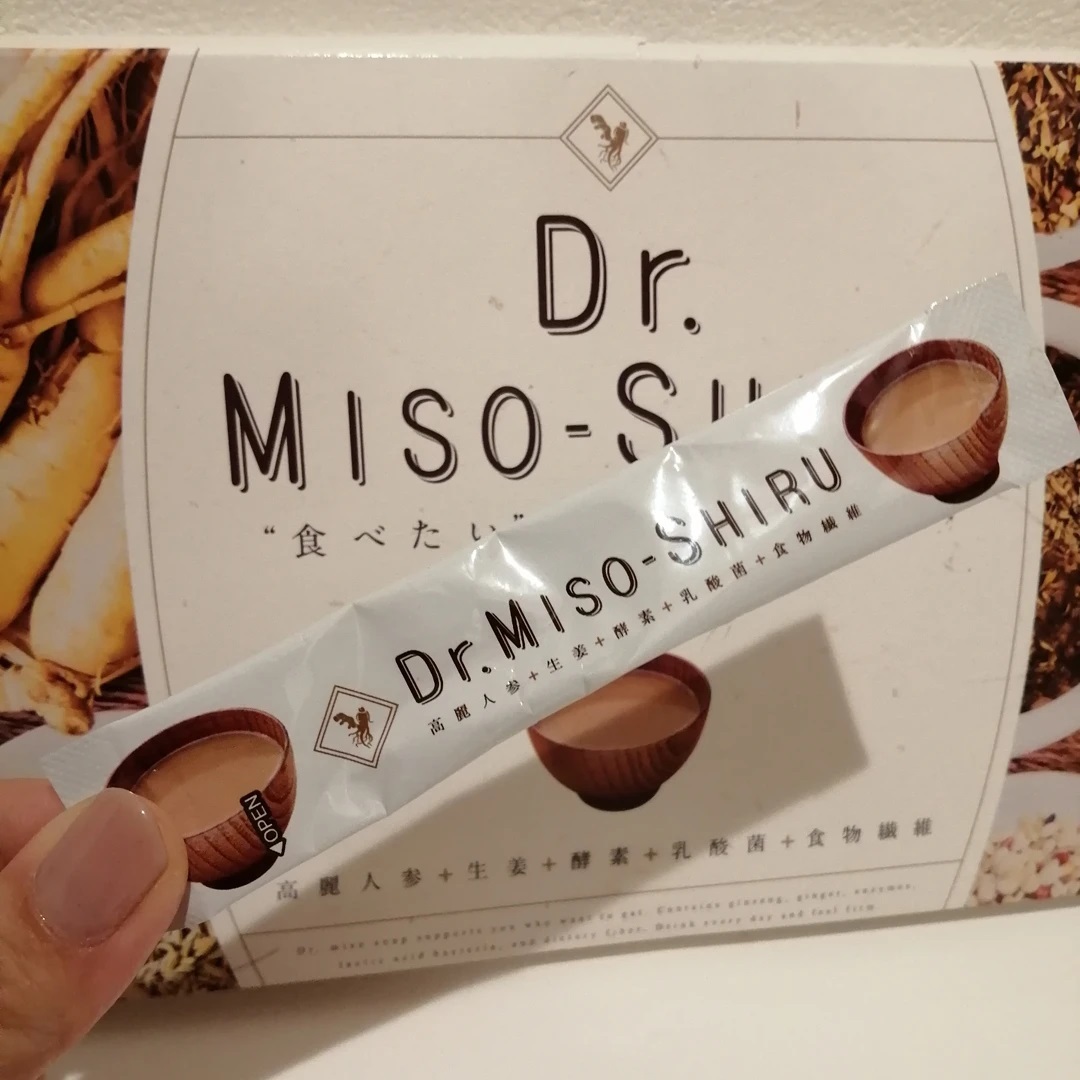 Dr.
MISO-SH
“食べたい”
Dr.MISO-SHIRU
高麗人参+生姜+酵素+乳酸菌+食物繊維
OPEN
高麗人参+生姜+酵素+乳酸菌+食物繊維
Dr. miso soup supports you who want to get. Contains ginseng, ginger, enzymes,
lactic acid bacteria, and dietary fiber. Drink every day and feel firm.